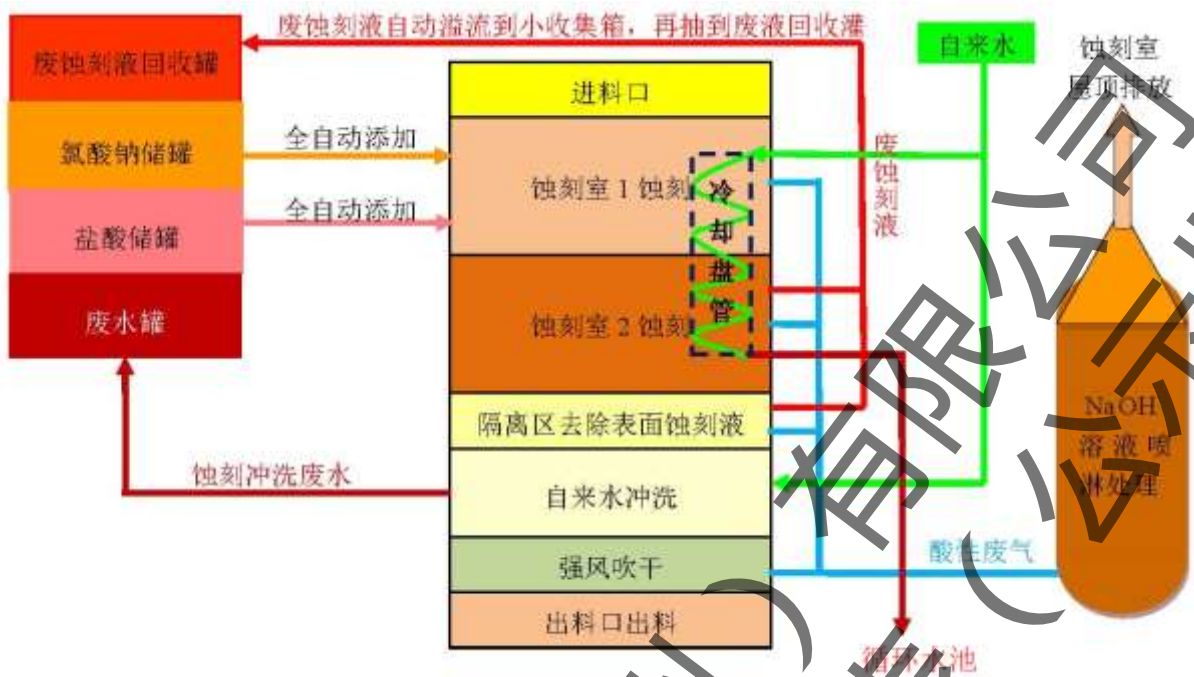 废蚀刻液自动溢流到小收集箱，再抽到废液回收灌
自来水
蚀刻室
屋顶排放
废蚀刻液回收罐
氯酸钠储罐
盐酸储罐
废水罐
全自动添加
全自动添加
进料口
蚀刻室 1 蚀刻
冷却盘管
蚀刻室 2 蚀刻
隔离区去除表面蚀刻液
自来水冲洗
强风吹干
出料口出料
废蚀刻液
蚀刻冲洗废水
NaOH
溶液喷
淋处理
酸性废气
循环水池
有限公司
（公示
）